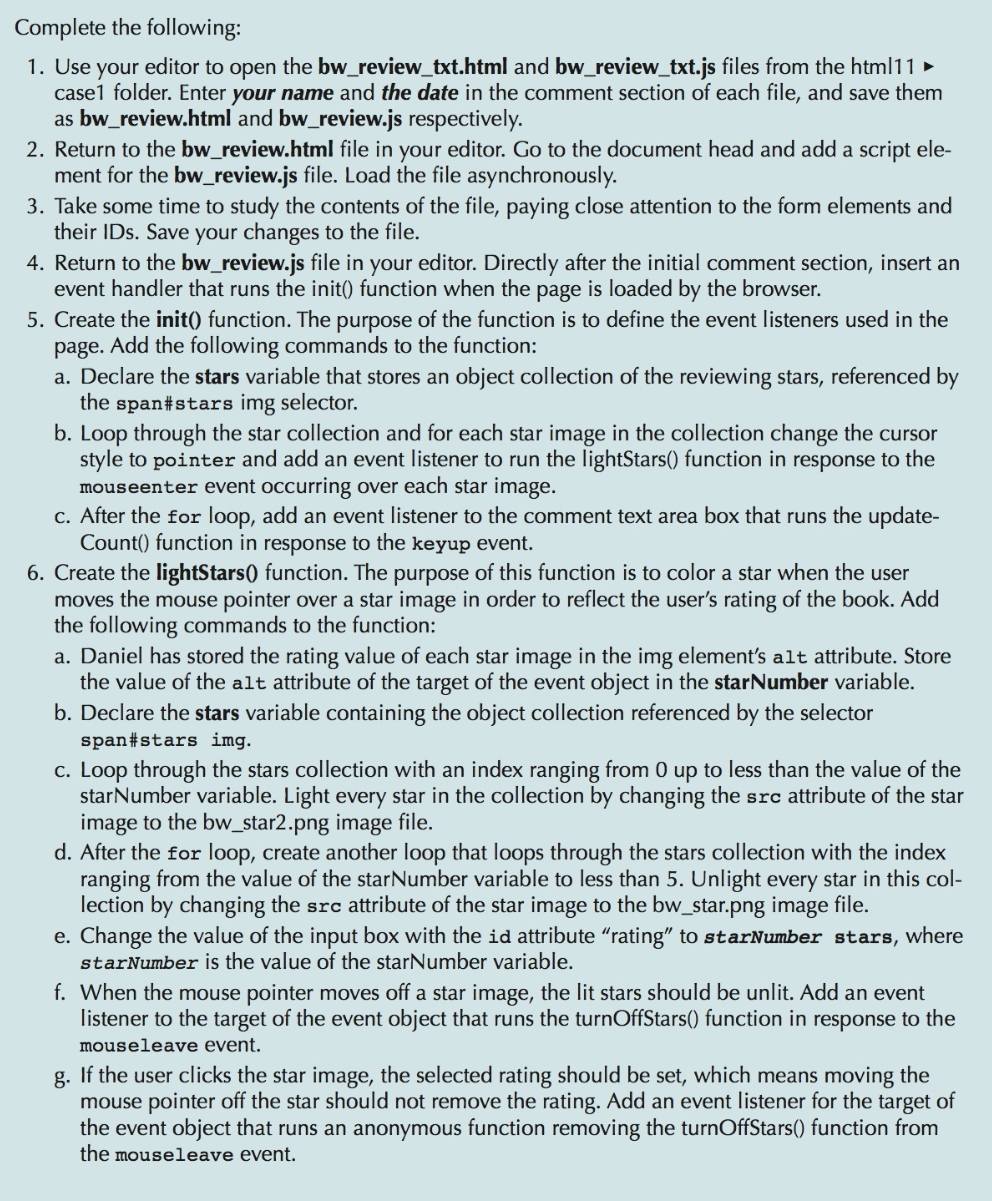 Complete the following:
1. Use your editor to open the bw_review_txt.html and bw_review_txt.js files from the html11 ▸
case1 folder. Enter your name and the date in the comment section of each file, and save them
as bw_review.html and bw_review.js respectively.
2. Return to the bw_review.html file in your editor. Go to the document head and add a script ele-
ment for the bw_review.js file. Load the file asynchronously.
3. Take some time to study the contents of the file, paying close attention to the form elements and
their IDs. Save your changes to the file.
4. Return to the bw_review.js file in your editor. Directly after the initial comment section, insert an
event handler that runs the init() function when the page is loaded by the browser.
5. Create the init() function. The purpose of the function is to define the event listeners used in the
page. Add the following commands to the function:
a. Declare the stars variable that stores an object collection of the reviewing stars, referenced by
the span#stars img selector.
b. Loop through the star collection and for each star image in the collection change the cursor
style to pointer and add an event listener to run the lightStars() function in response to the
mouseenter event occurring over each star image.
c. After the for loop, add an event listener to the comment text area box that runs the update-
Count() function in response to the keyup event.
6. Create the lightStars() function. The purpose of this function is to color a star when the user
moves the mouse pointer over a star image in order to reflect the user's rating of the book. Add
the following commands to the function:
a. Daniel has stored the rating value of each star image in the img element's alt attribute. Store
the value of the alt attribute of the target of the event object in the starNumber variable.
b. Declare the stars variable containing the object collection referenced by the selector
span#stars img.
c. Loop through the stars collection with an index ranging from 0 up to less than the value of the
starNumber variable. Light every star in the collection by changing the src attribute of the star
image to the bw_star2.png image file.
d. After the for loop, create another loop that loops through the stars collection with the index
ranging from the value of the starNumber variable to less than 5. Unlight every star in this col-
lection by changing the src attribute of the star image to the bw_star.png image file.
e. Change the value of the input box with the id attribute "rating" to starNumber stars, where
starNumber is the value of the starNumber variable.
f. When the mouse pointer moves off a star image, the lit stars should be unlit. Add an event
listener to the target of the event object that runs the turnOffStars() function in response to the
mouseleave event.
g. If the user clicks the star image, the selected rating should be set, which means moving the
mouse pointer off the star should not remove the rating. Add an event listener for the target of
the event object that runs an anonymous function removing the turnOffStars() function from
the mouseleave event.